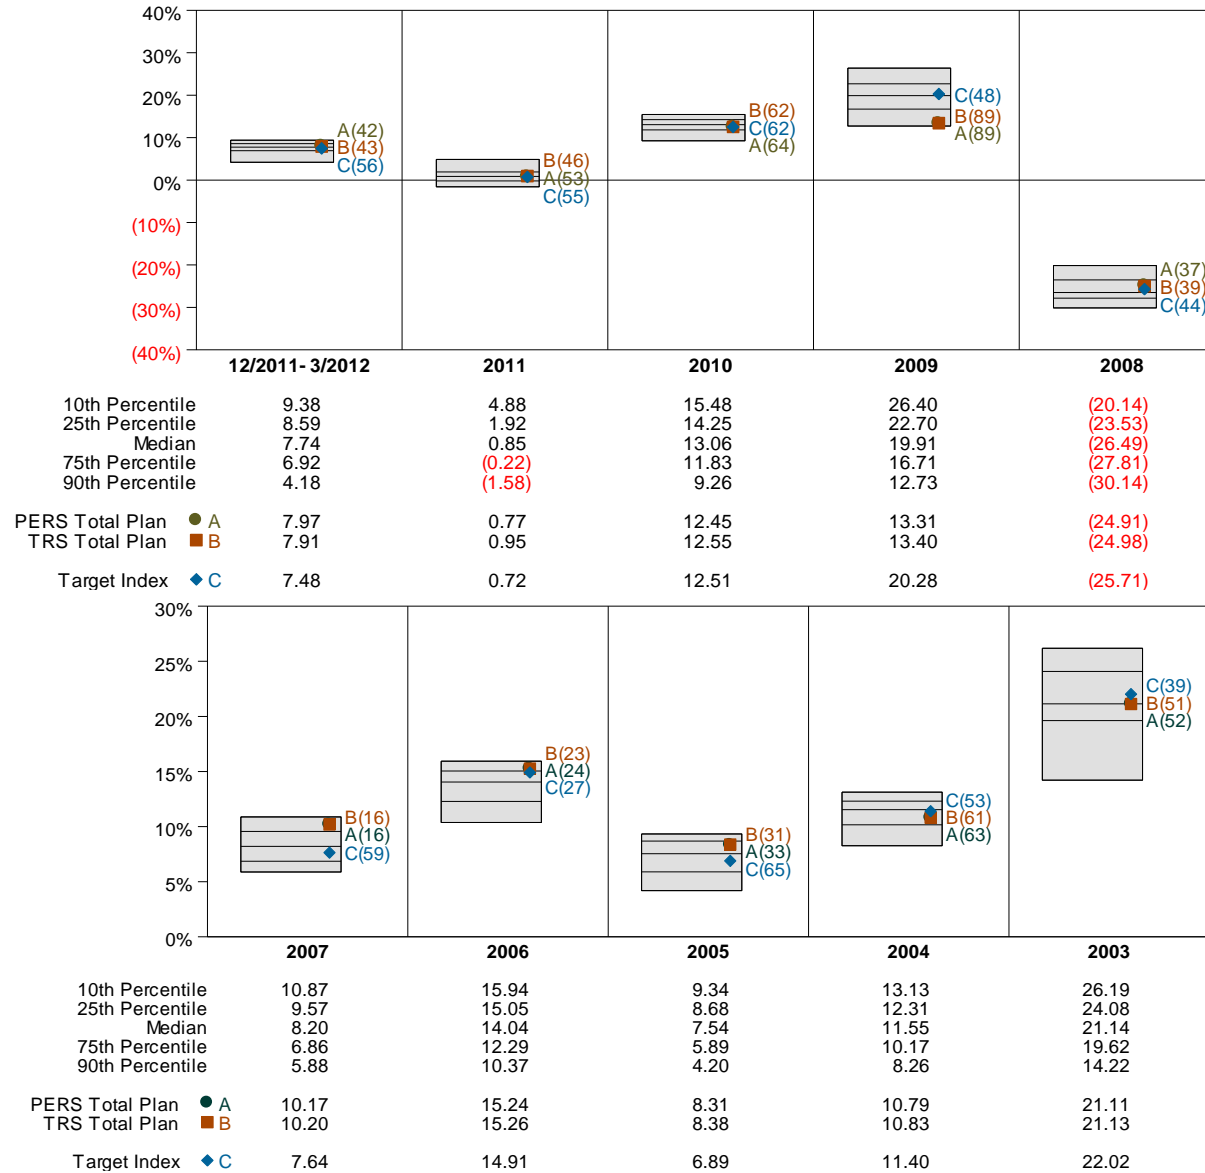 40%
30%
20%
10%
0%
(10%)
(20%)
(30%)
(40%)
A(42)
B(43)
C(56)
B(46)
A(53)
C(55)
B(62)
C(62)
A(64)
C(48)
B(89)
A(89)
A(37)
B(39)
C(44)
12/2011- 3/2012 2011 2010 2009 2008
10th Percentile 9.38 4.88 15.48 26.40 (20.14)
25th Percentile 8.59 1.92 14.25 22.70 (23.53)
Median 7.74 0.85 13.06 19.91 (26.49)
75th Percentile 6.92 (0.22) 11.83 16.71 (27.81)
90th Percentile 4.18 (1.58) 9.26 12.73 (30.14)
PERS Total Plan A 7.97 0.77 12.45 13.31 (24.91)
TRS Total Plan B 7.91 0.95 12.55 13.40 (24.98)
Target Index C 7.48 0.72 12.51 20.28 (25.71)
30%
25%
20%
15%
10%
5%
0%
B(16)
A(16)
C(59)
B(23)
A(24)
C(27)
B(31)
A(33)
C(65)
C(53)
B(61)
A(63)
C(39)
B(51)
A(52)
2007 2006 2005 2004 2003
10th Percentile 10.87 15.94 9.34 13.13 26.19
25th Percentile 9.57 15.05 8.68 12.31 24.08
Median 8.20 14.04 7.54 11.55 21.14
75th Percentile 6.86 12.29 5.89 10.17 19.62
90th Percentile 5.88 10.37 4.20 8.26 14.22
PERS Total Plan A 10.17 15.24 8.31 10.79 21.11
TRS Total Plan B 10.20 15.26 8.38 10.83 21.13
Target Index C 7.64 14.91 6.89 11.40 22.02